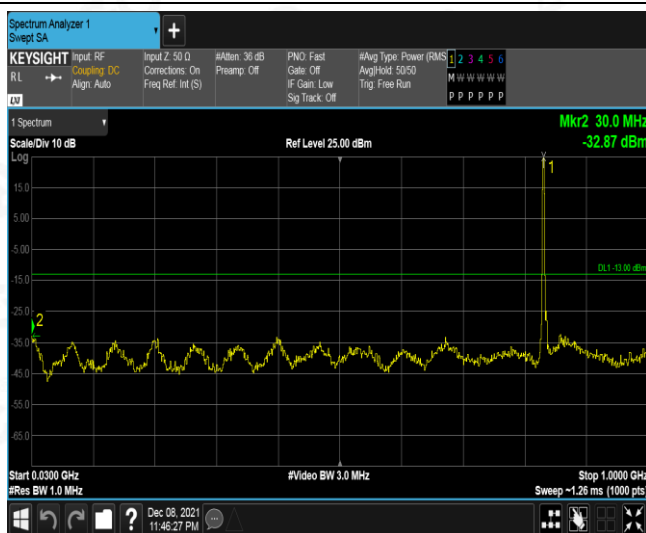 Spectrum Analyzer 1
Swept SA
+
KEYSIGHT
RL
LXI
Input: RF
Coupling: DC
Align: Auto
Input Z: 50 Ω
Corrections: On
Freq Ref: Int (S)
#Atten: 36 dB
Preamp: Off
PNO: Fast
Gate: Off
IF Gain: Low
Sig Track: Off
#Avg Type: Power (RMS
Avg|Hold: 50/50
Trig: Free Run
1 2 3 4 5 6
M W W W W W
P P P P P P
1 Spectrum
Scale/Div 10 dB
Ref Level 25.00 dBm
Mkr2 30.0 MHz
-32.87 dBm
Log
1
15.0
5.00
-5.00
DL1 -13.00 dBm
-15.0
-25.0
2
-35.0
-45.0
-55.0
-65.0
Start 0.0300 GHz
#Video BW 3.0 MHz
Stop 1.0000 GHz
#Res BW 1.0 MHz
Sweep ~1.26 ms (1000 pts)
?
Dec 08, 2021
11:46:27 PM